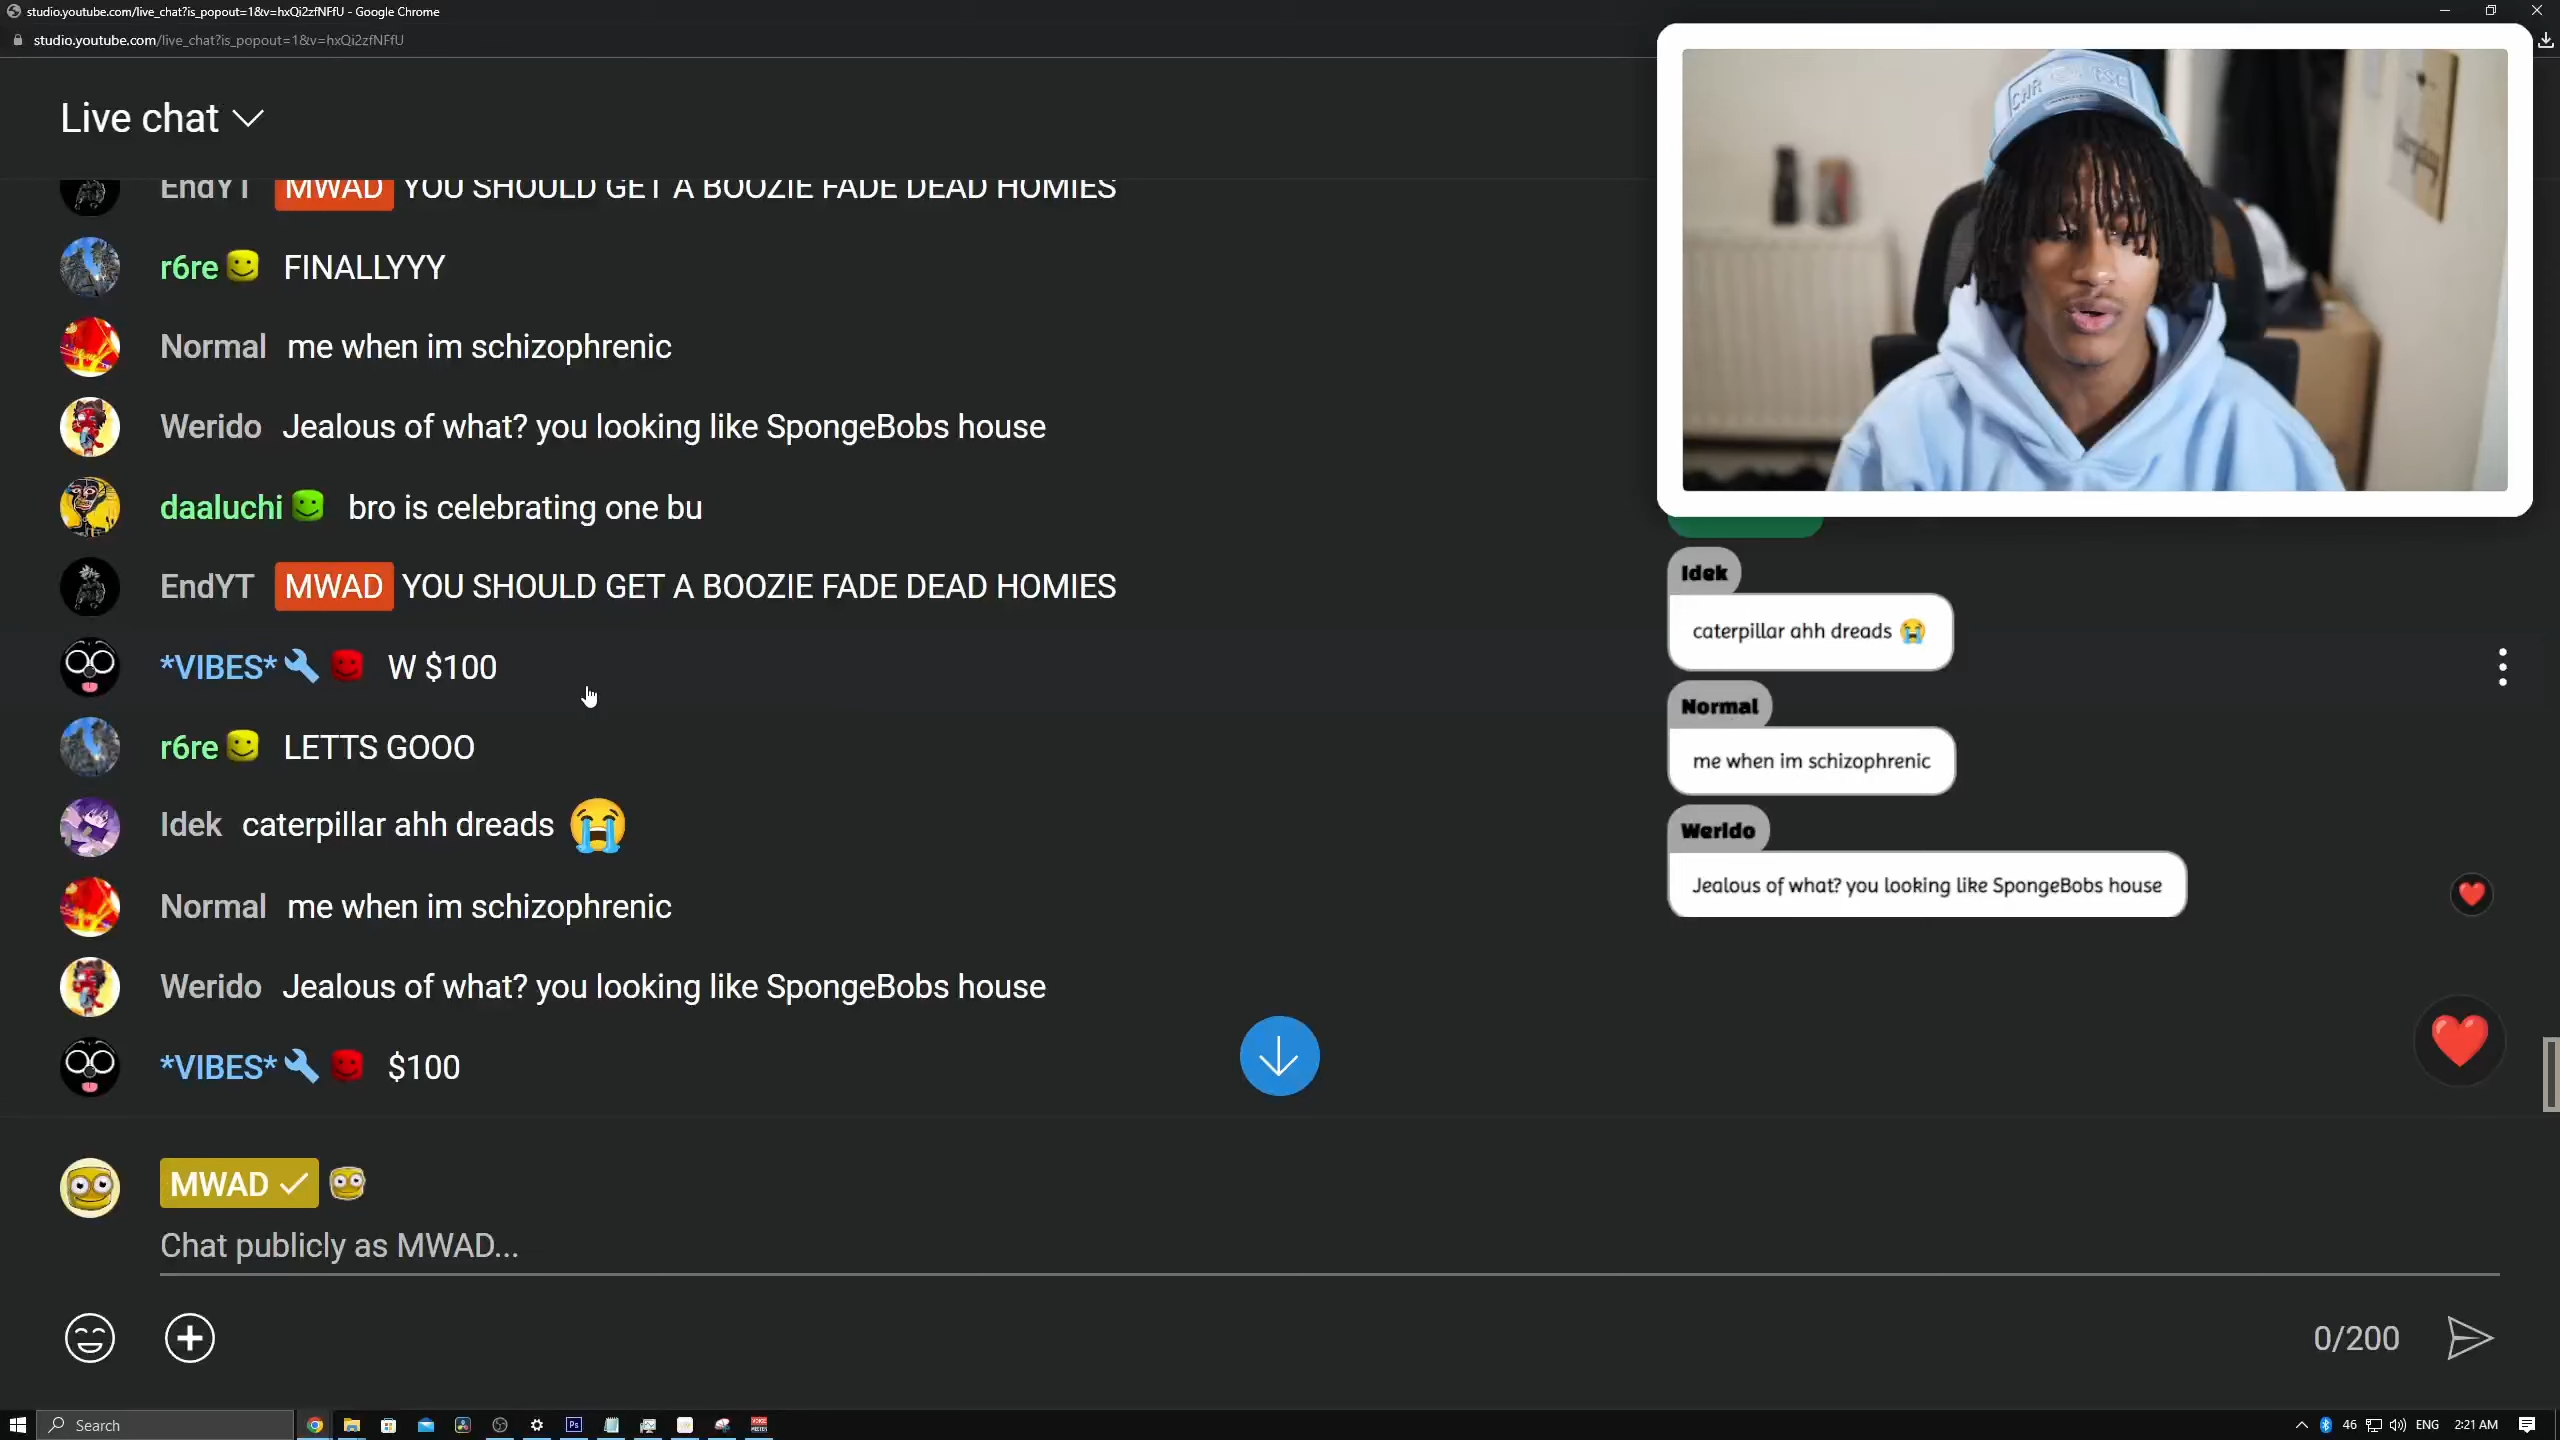 studio.youtube.com/live_chat?is_popout=1&v=hxQi2zfNFfU - Google Chrome
studio.youtube.com/live_chat?is_popout=1&v=hxQi2zfNFfU
Live chat
EndYT MWAD YOU SHOULD GET A BOOZIE FADE DEAD HOMIES
r6re FINALLYYY
Normal me when im schizophrenic
Werido Jealous of what? you looking like SpongeBobs house
daaluchi bro is celebrating one bu
EndYT MWAD YOU SHOULD GET A BOOZIE FADE DEAD HOMIES
*VIBES* W $100
r6re LETTS GOOO
Idek caterpillar ahh dreads 😭
Normal me when im schizophrenic
Werido Jealous of what? you looking like SpongeBobs house
*VIBES* $100
Idek
caterpillar ahh dreads 😭
Normal
me when im schizophrenic
Werido
Jealous of what? you looking like SpongeBobs house
MWAD ✓
Chat publicly as MWAD...
0/200
Search
Ps
46
ENG
2:21 AM